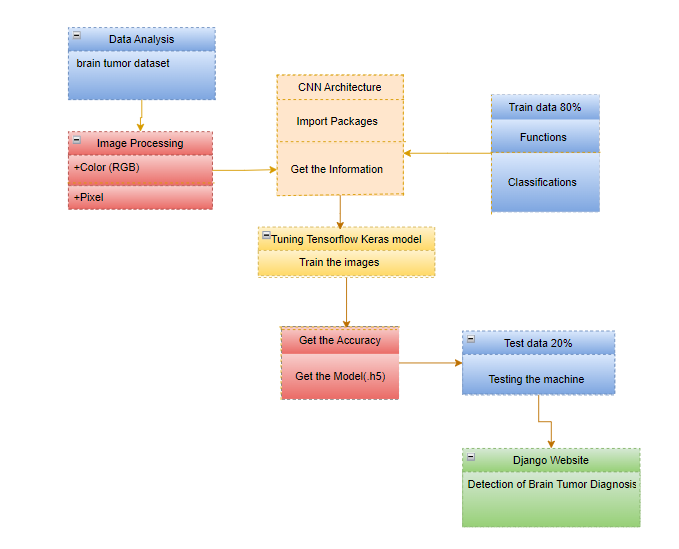 Data Analysis
brain tumor dataset
Image Processing
+Color (RGB)
+Pixel
CNN Architecture
Import Packages
Get the Information
Train data 80%
Functions
Classifications
Tuning Tensorflow Keras model
Train the images
Get the Accuracy
Get the Model(.h5)
Test data 20%
Testing the machine
Django Website
Detection of Brain Tumor Diagnosis